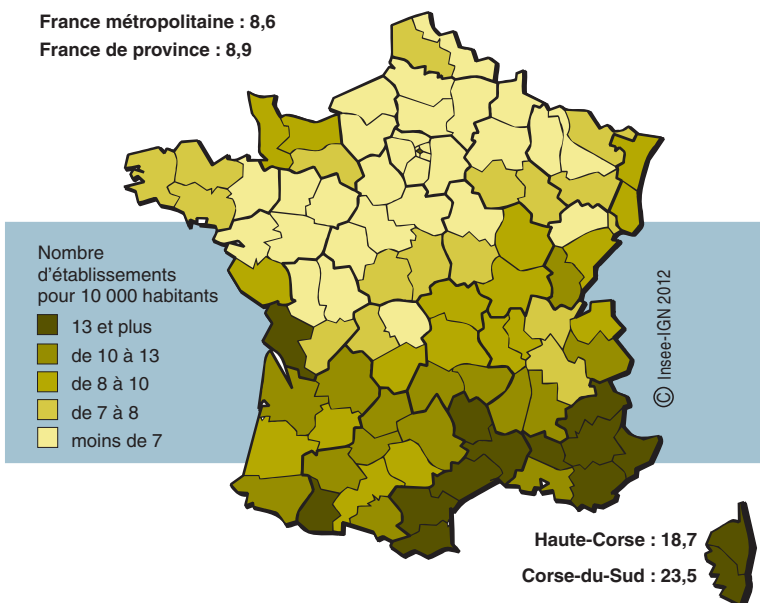 France métropolitaine : 8,6
France de province : 8,9
Nombre
d'établissements
pour 10 000 habitants
13 et plus
de 10 à 13
de 8 à 10
de 7 à 8
moins de 7
© Insee-IGN 2012
Haute-Corse : 18,7
Corse-du-Sud : 23,5